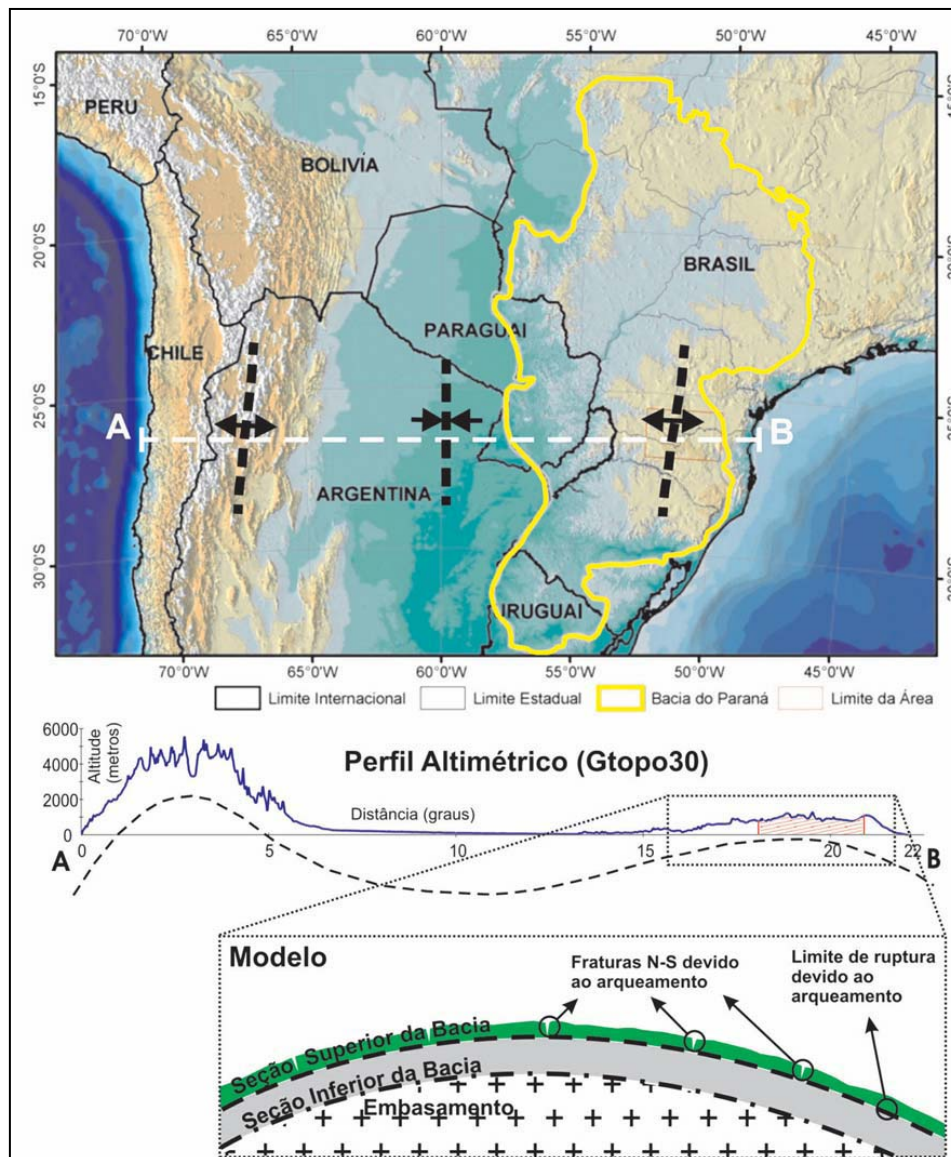 70°0'W 65°0'W 60°0'W 55°0'W 50°0'W 45°0'W
15°0'S
PERU
BOLIVÍA
20°0'S
BRASIL
PARAGUAI
CHILE
25°0'S
A
B
ARGENTINA
30°0'S
URUGUAI
70°0'W 65°0'W 60°0'W 55°0'W 50°0'W 45°0'W
Limite Internacional Limite Estadual Bacia do Paraná Limite da Área
Perfil Altimétrico (Gtopo30)
Altitude
(metros)
6000
4000
2000
0
Distância (graus)
0 5 10 15 20 22
A B
Modelo
Fraturas N-S devido
ao arqueamento
Limite de ruptura
devido ao
arqueamento
Seção Superior da Bacia
Seção Inferior da Bacia
Embasamento